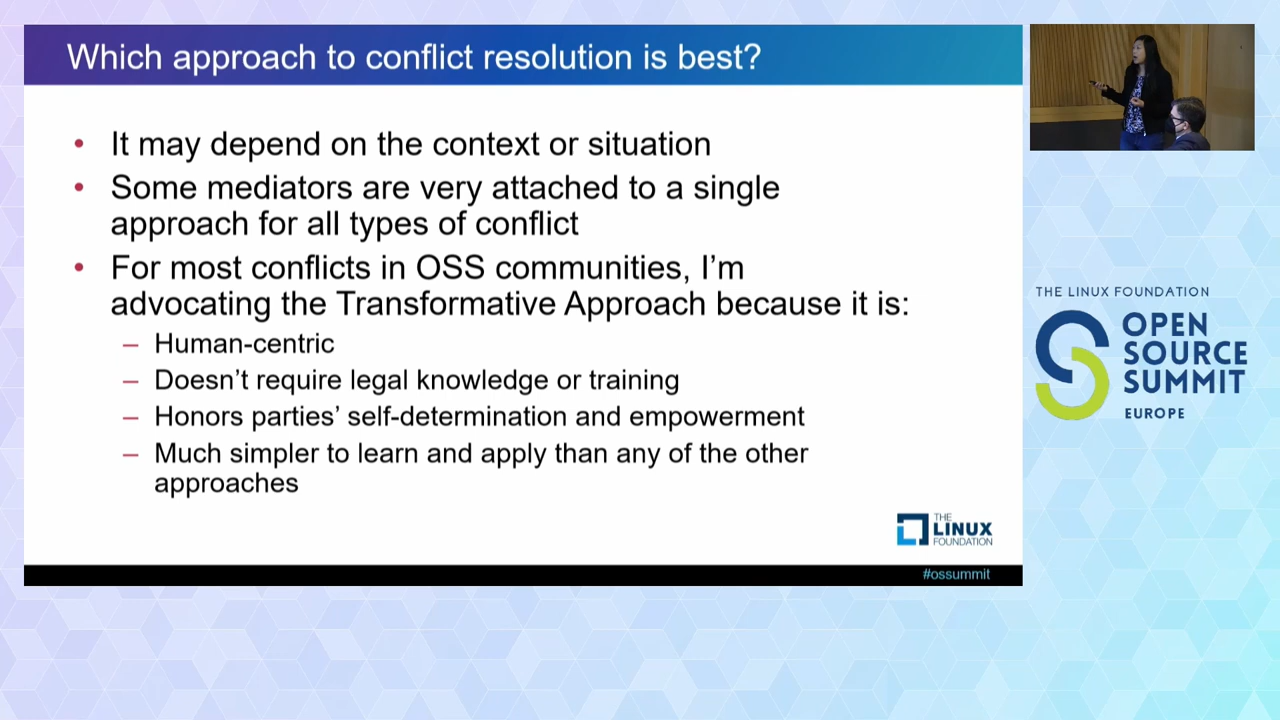 Which approach to conflict resolution is best?
• It may depend on the context or situation
• Some mediators are very attached to a single
approach for all types of conflict
• For most conflicts in OSS communities, I'm
advocating the Transformative Approach because it is:
– Human-centric
– Doesn't require legal knowledge or training
– Honors parties' self-determination and empowerment
– Much simpler to learn and apply than any of the other
approaches
THE
LINUX
FOUNDATION
#ossummit
THE LINUX FOUNDATION
OPEN
SOURCE
SUMMIT
EUROPE